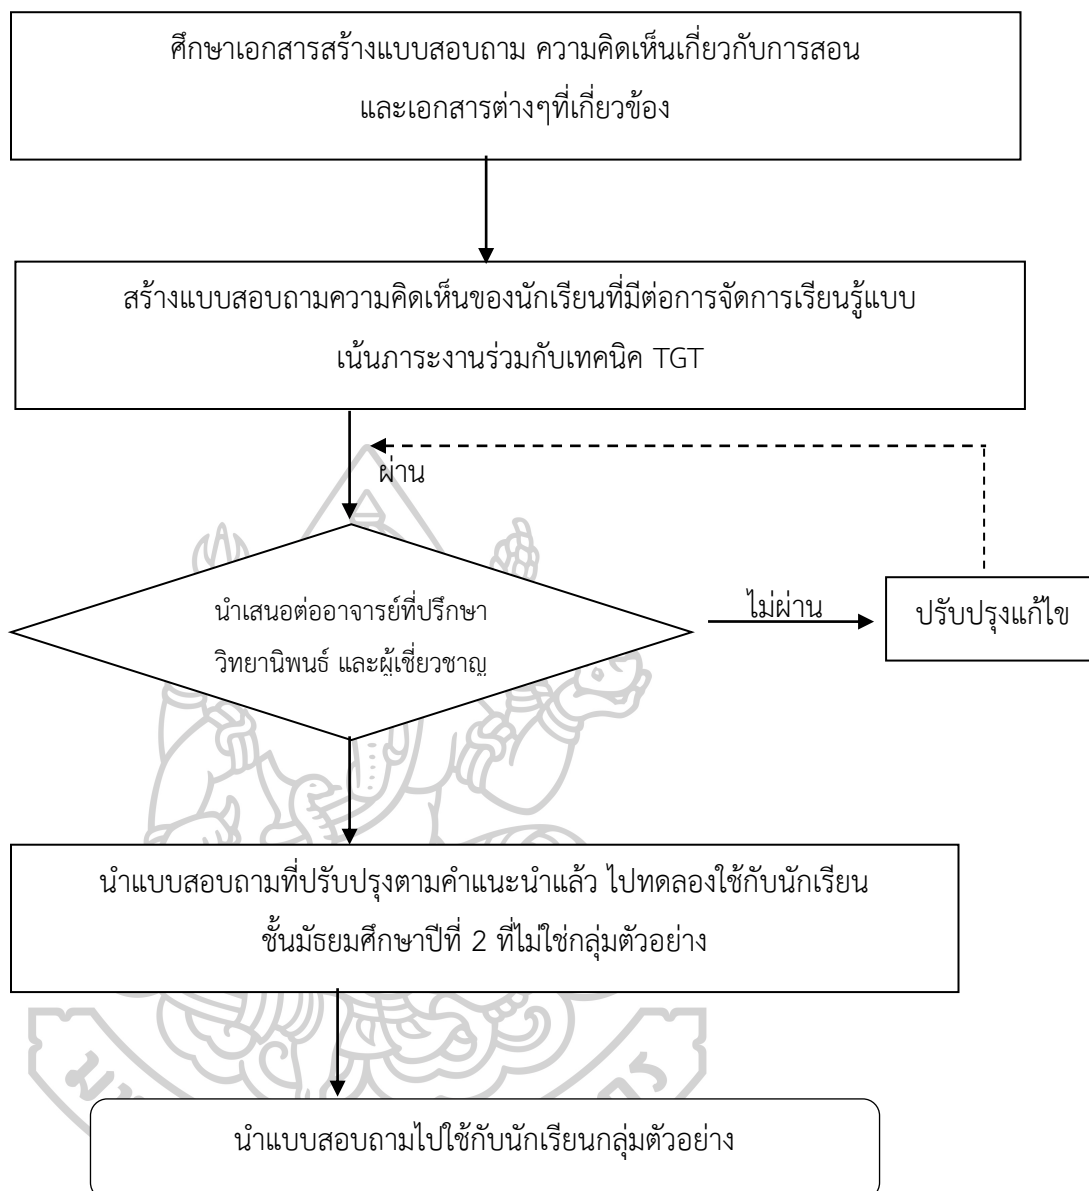 ศึกษาเอกสารสร้างแบบสอบถาม ความคิดเห็นเกี่ยวกับการสอน
และเอกสารต่างๆที่เกี่ยวข้อง
สร้างแบบสอบถามความคิดเห็นของนักเรียนที่มีต่อการจัดการเรียนรู้แบบ
เน้นภาระงานร่วมกับเทคนิค TGT
ผ่าน
นำเสนอต่ออาจารย์ที่ปรึกษา
วิทยานิพนธ์ และผู้เชี่ยวชาญ
ไม่ผ่าน
ปรับปรุงแก้ไข
นำแบบสอบถามที่ปรับปรุงตามคำแนะนำแล้ว ไปทดลองใช้กับนักเรียน
ชั้นมัธยมศึกษาปีที่ 2 ที่ไม่ใช่กลุ่มตัวอย่าง
นำแบบสอบถามไปใช้กับนักเรียนกลุ่มตัวอย่าง